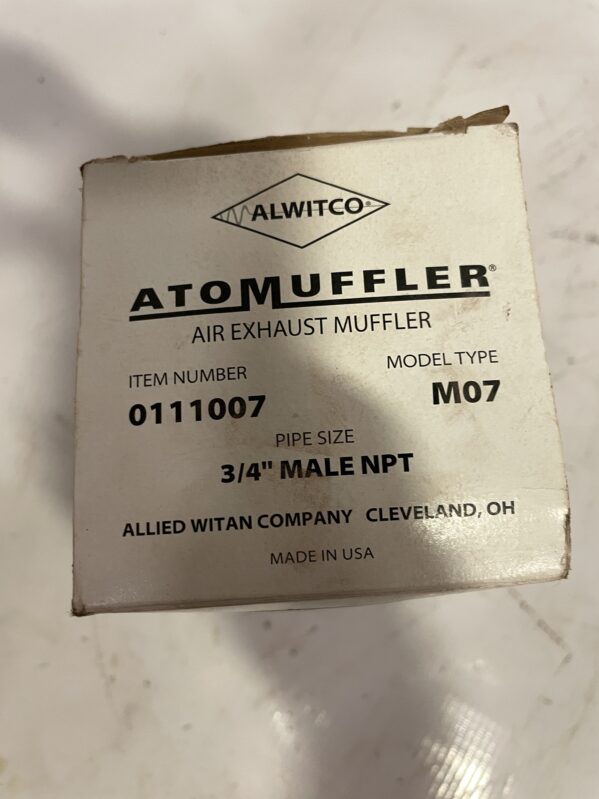 ALWITCO®
ATOMUFFLER®
AIR EXHAUST MUFFLER
ITEM NUMBER
0111007
MODEL TYPE
M07
PIPE SIZE
3/4" MALE NPT
ALLIED WITAN COMPANY CLEVELAND, OH
MADE IN USA